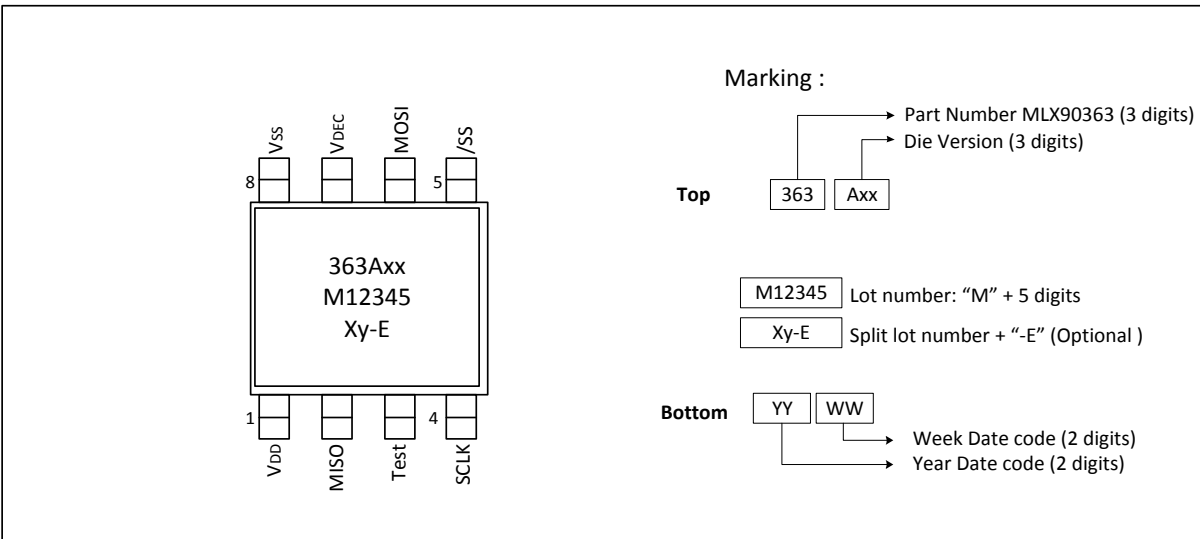 Marking :
Part Number MLX90363 (3 digits)
Die Version (3 digits)
Top 363 Axx
M12345 Lot number: “M” + 5 digits
Xy-E Split lot number + “-E” (Optional )
Bottom YY WW
Week Date code (2 digits)
Year Date code (2 digits)
VSS VDEC MOSI /SS
8 5
363Axx
M12345
Xy-E
1 4
VDD MISO Test SCLK